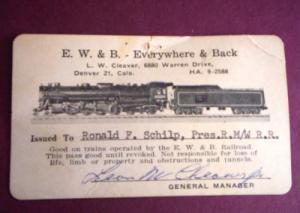 E. W. & B. - Everywhere & Back
L. W. Cleaver, 6880 Warren Drive,
Denver 21, Colo. HA. 9-2588
Issued To Ronald F. Schilp, Pres.R.M/W R.R.
Good on trains operated by the E. W. & B. Railroad.
This pass good until revoked. Not responsible for loss of
life, limb or property and obstructions and tunnels.
GENERAL MANAGER